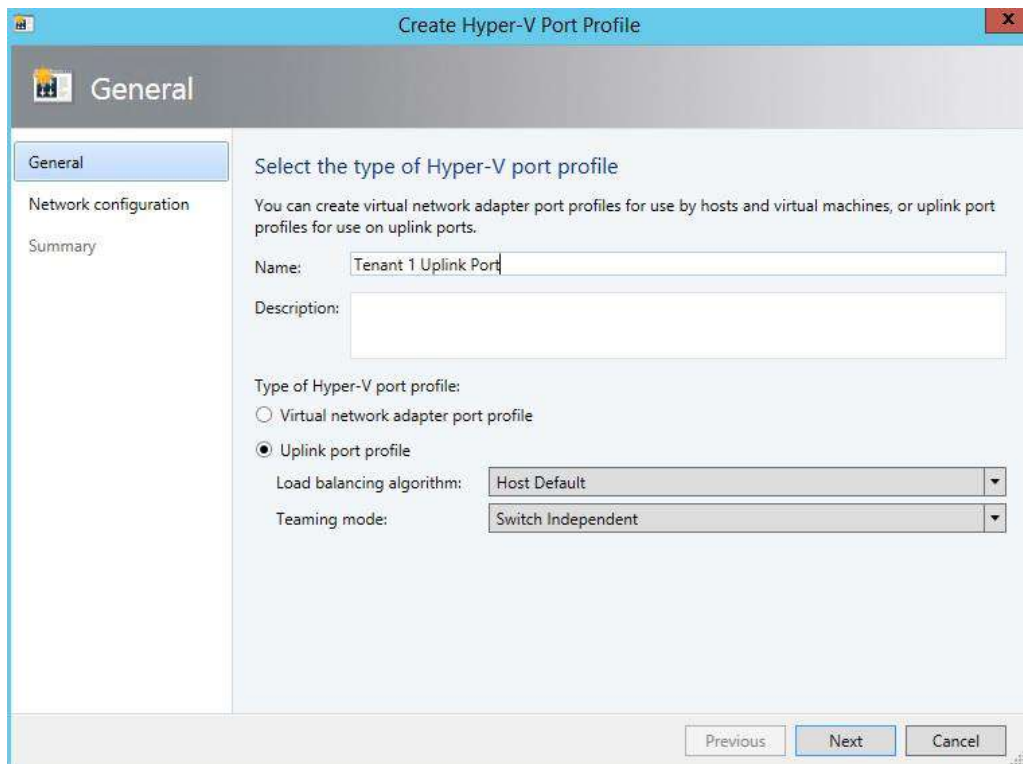 Create Hyper-V Port Profile
x
General
General
Network configuration
Summary
Select the type of Hyper-V port profile
You can create virtual network adapter port profiles for use by hosts and virtual machines, or uplink port
profiles for use on uplink ports.
Name: Tenant 1 Uplink Port
Description:
Type of Hyper-V port profile:
Virtual network adapter port profile
Uplink port profile
Load balancing algorithm: Host Default
Teaming mode: Switch Independent
Previous Next Cancel